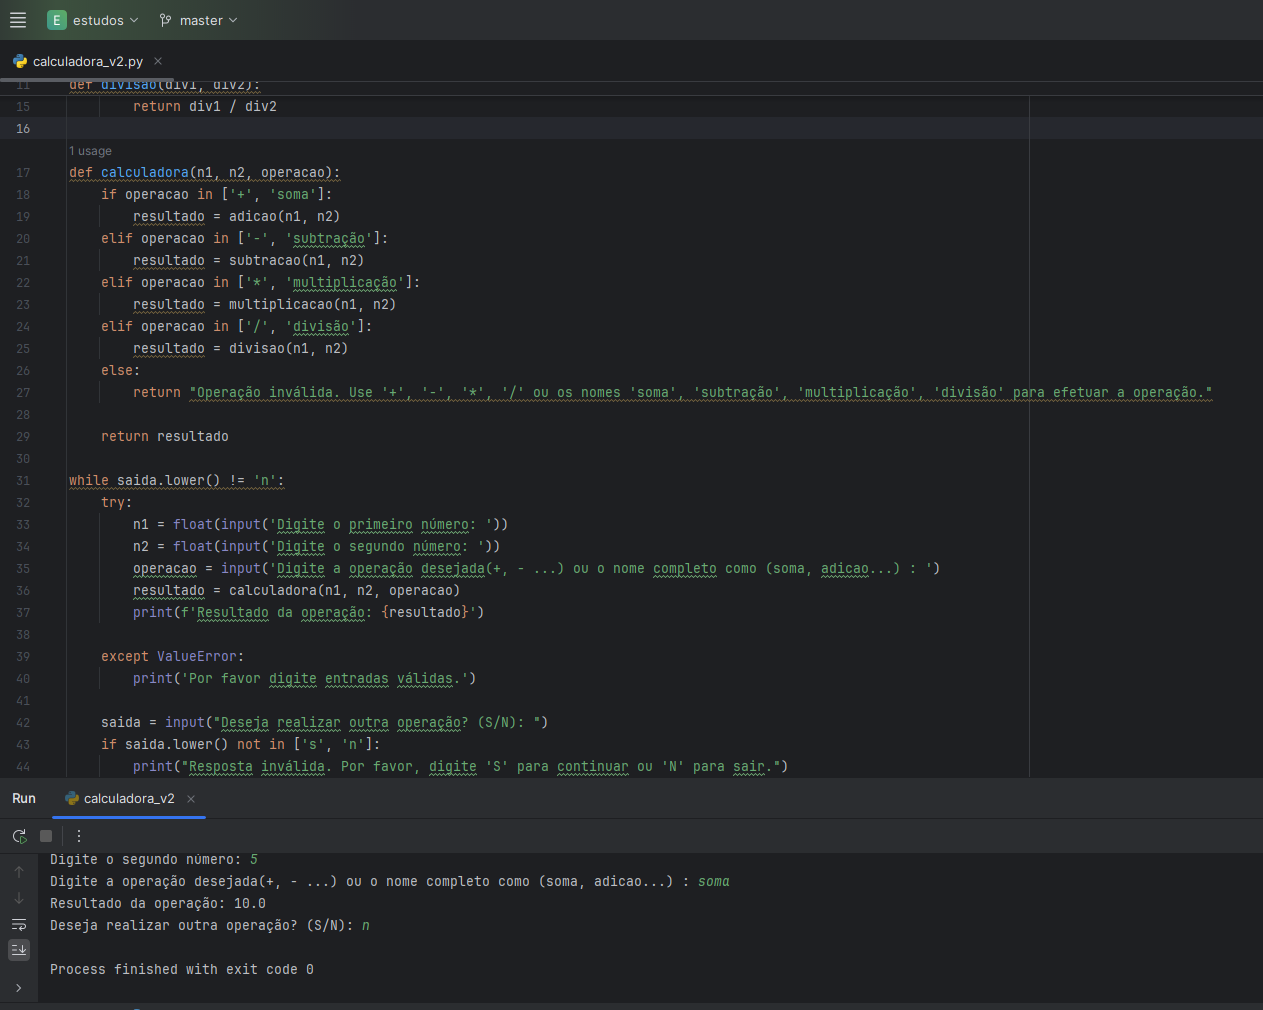 E estudos master
calculadora_v2.py
11 def divisao(div1, div2):
15 return div1 / div2
16
1 usage
17 def calculadora(n1, n2, operacao):
18 if operacao in ['+', 'soma']:
19 resultado = adicao(n1, n2)
20 elif operacao in ['-', 'subtração']:
21 resultado = subtracao(n1, n2)
22 elif operacao in ['*', 'multiplicação']:
23 resultado = multiplicacao(n1, n2)
24 elif operacao in ['/', 'divisão']:
25 resultado = divisao(n1, n2)
26 else:
27 return "Operação inválida. Use '+', '-', '*', '/' ou os nomes 'soma', 'subtração', 'multiplicação', 'divisão' para efetuar a operação."
28
29 return resultado
30
31 while saida.lower() != 'n':
32 try:
33 n1 = float(input('Digite o primeiro número: '))
34 n2 = float(input('Digite o segundo número: '))
35 operacao = input('Digite a operação desejada(+, - ...) ou o nome completo como (soma, adicao...) : ')
36 resultado = calculadora(n1, n2, operacao)
37 print(f'Resultado da operação: {resultado}')
38
39 except ValueError:
40 print('Por favor digite entradas válidas.')
41
42 saida = input("Deseja realizar outra operação? (S/N): ")
43 if saida.lower() not in ['s', 'n']:
44 print("Resposta inválida. Por favor, digite 'S' para continuar ou 'N' para sair.")
Run calculadora_v2
Digite o segundo número: 5
Digite a operação desejada(+, - ...) ou o nome completo como (soma, adicao...) : soma
Resultado da operação: 10.0
Deseja realizar outra operação? (S/N): n
Process finished with exit code 0